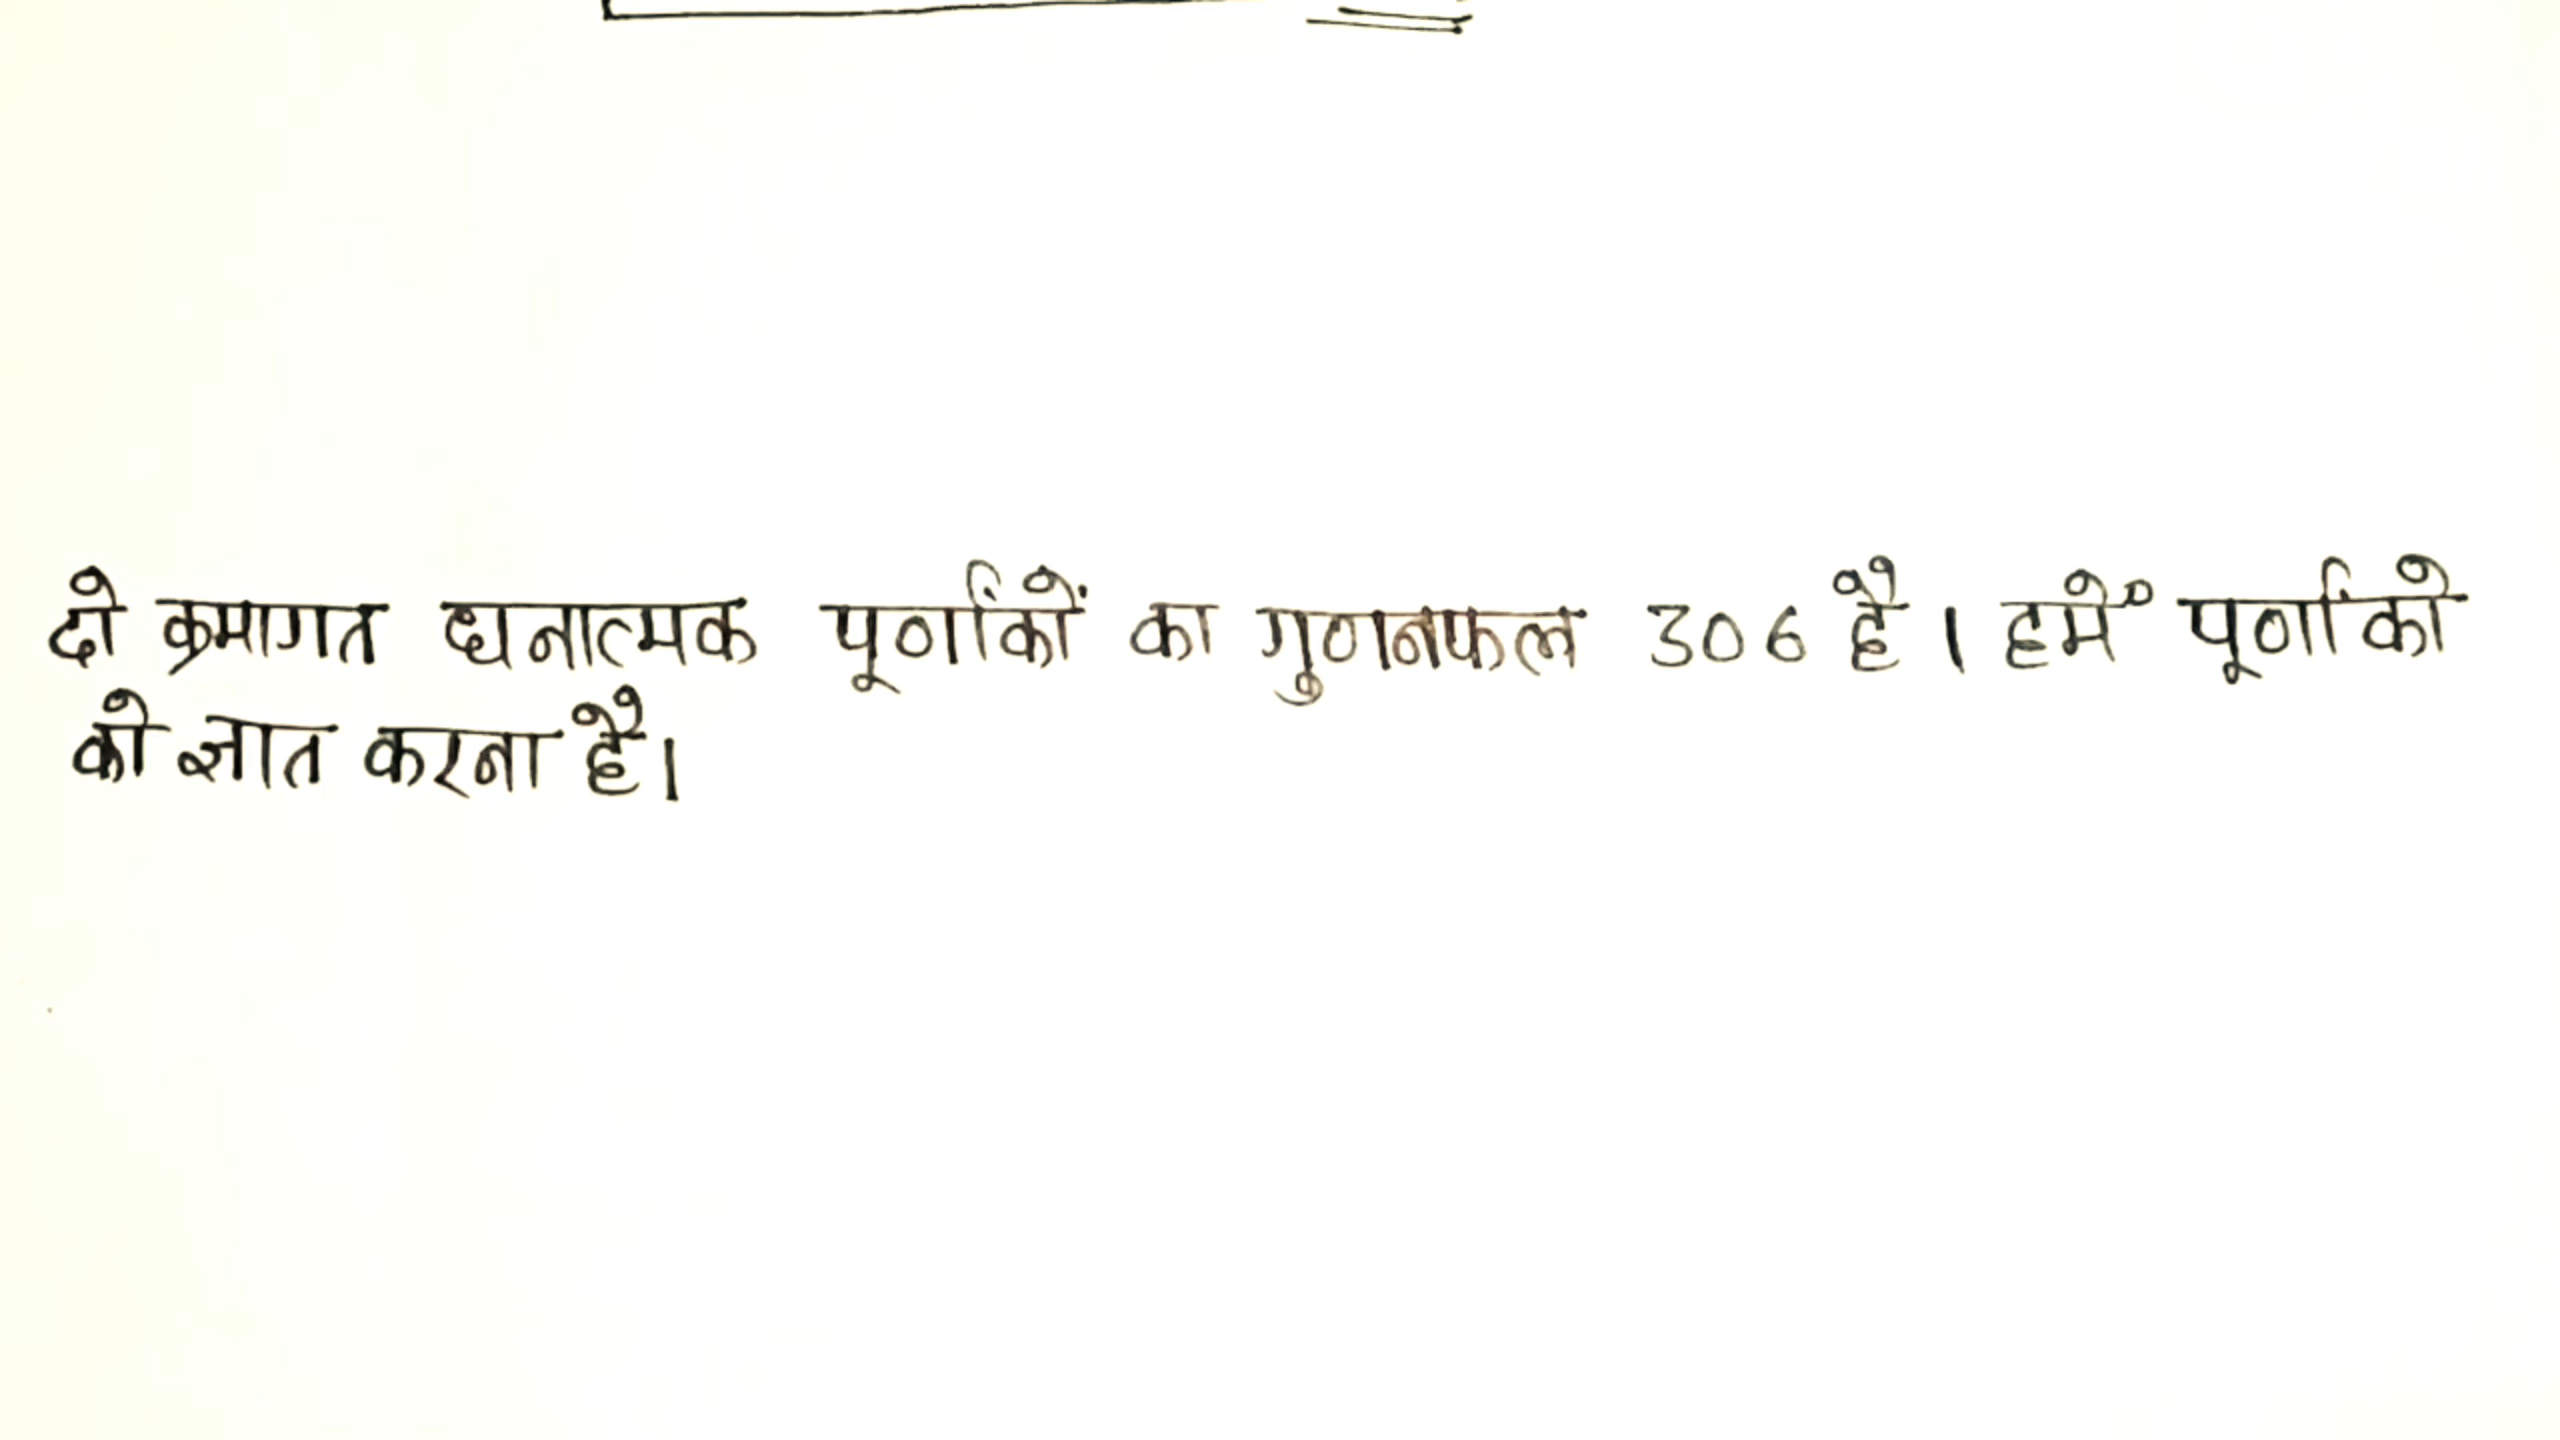 दो क्रमागत धनात्मक पूर्णांकों का गुणनफल 306 है । हमें पूर्णांको
को ज्ञात करना है।